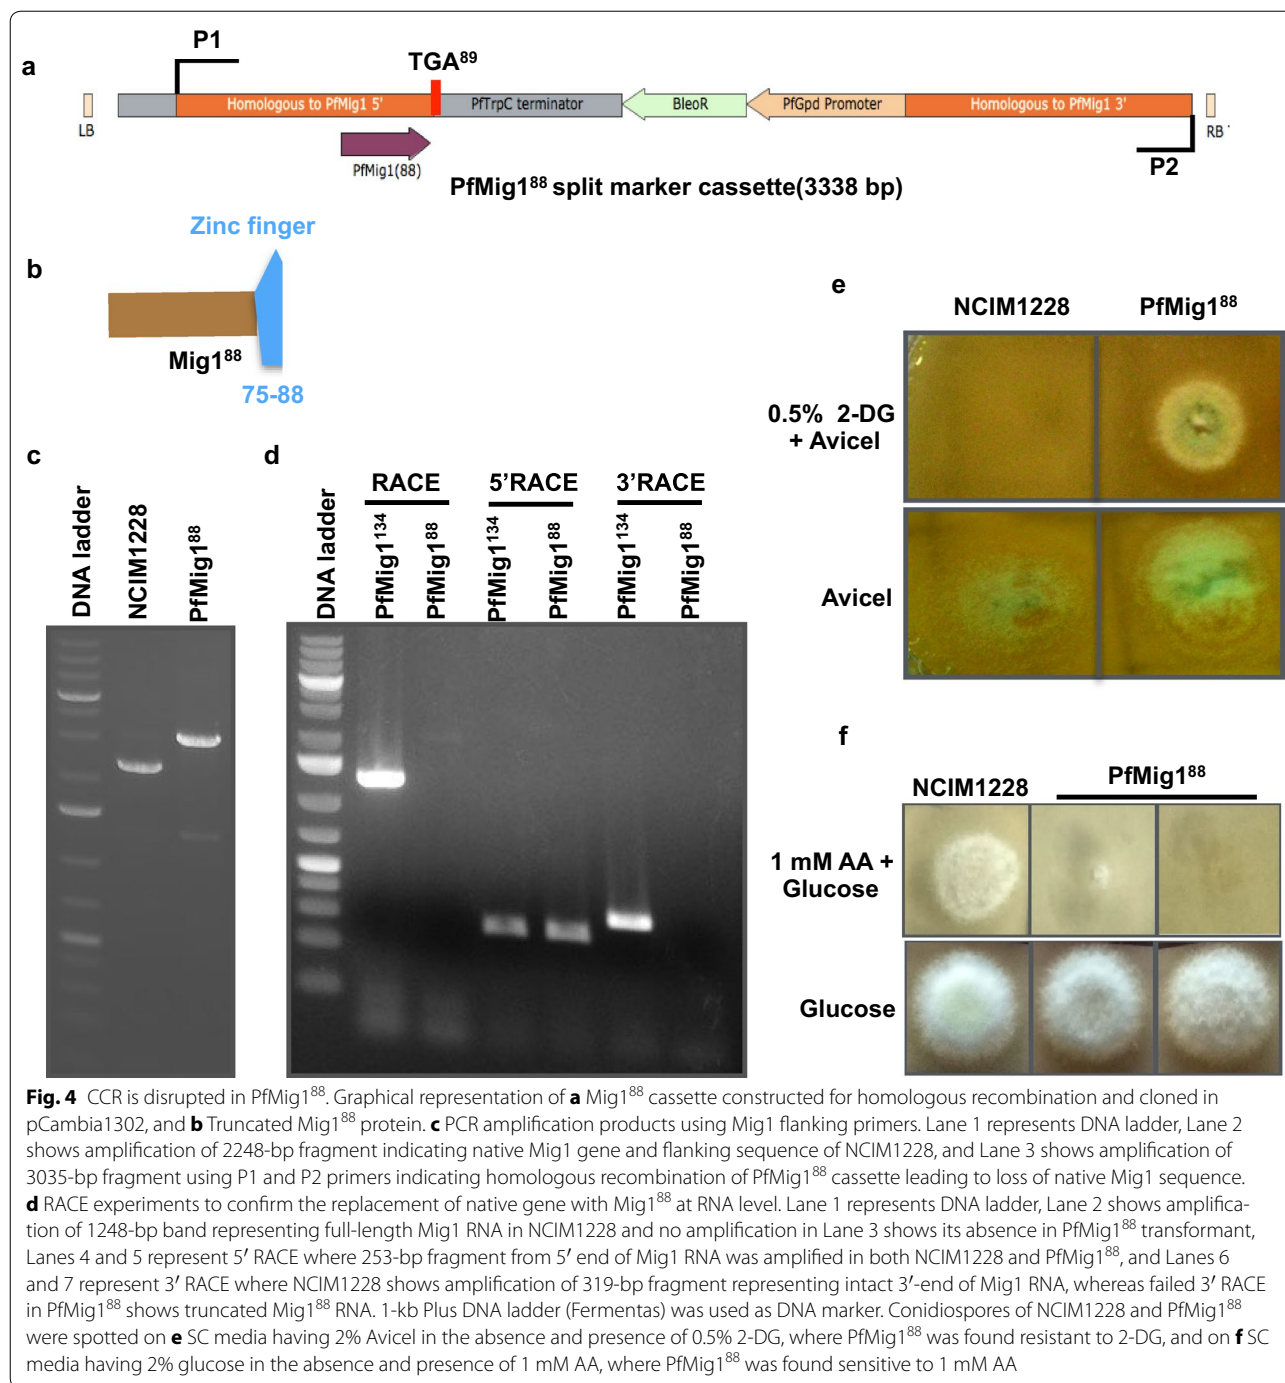 a
P1
TGA⁸⁹
LB
Homologous to PfMig1 5'
PfTrpC terminator
BleoR
PfGpd Promoter
Homologous to PfMig1 3'
RB
PfMig1(88)
P2
PfMig1⁸⁸ split marker cassette(3338 bp)
b
Zinc finger
Mig1⁸⁸
75-88
c
DNA ladder
NCIM1228
PfMig1⁸⁸
d
RACE
5'RACE
3'RACE
DNA ladder
PfMig1¹³⁴
PfMig1⁸⁸
PfMig1¹³⁴
PfMig1⁸⁸
PfMig1¹³⁴
PfMig1⁸⁸
e
NCIM1228
PfMig1⁸⁸
0.5% 2-DG
+ Avicel
Avicel
f
NCIM1228
PfMig1⁸⁸
1 mM AA +
Glucose
Glucose
Fig. 4 CCR is disrupted in PfMig1⁸⁸. Graphical representation of a Mig1⁸⁸ cassette constructed for homologous recombination and cloned in
pCambia1302, and b Truncated Mig1⁸⁸ protein. c PCR amplification products using Mig1 flanking primers. Lane 1 represents DNA ladder, Lane 2
shows amplification of 2248-bp fragment indicating native Mig1 gene and flanking sequence of NCIM1228, and Lane 3 shows amplification of
3035-bp fragment using P1 and P2 primers indicating homologous recombination of PfMig1⁸⁸ cassette leading to loss of native Mig1 sequence.
d RACE experiments to confirm the replacement of native gene with Mig1⁸⁸ at RNA level. Lane 1 represents DNA ladder, Lane 2 shows amplifica-
tion of 1248-bp band representing full-length Mig1 RNA in NCIM1228 and no amplification in Lane 3 shows its absence in PfMig1⁸⁸ transformant,
Lanes 4 and 5 represent 5′ RACE where 253-bp fragment from 5′ end of Mig1 RNA was amplified in both NCIM1228 and PfMig1⁸⁸, and Lanes 6
and 7 represent 3′ RACE where NCIM1228 shows amplification of 319-bp fragment representing intact 3′-end of Mig1 RNA, whereas failed 3′ RACE
in PfMig1⁸⁸ shows truncated Mig1⁸⁸ RNA. 1-kb Plus DNA ladder (Fermentas) was used as DNA marker. Conidiospores of NCIM1228 and PfMig1⁸⁸
were spotted on e SC media having 2% Avicel in the absence and presence of 0.5% 2-DG, where PfMig1⁸⁸ was found resistant to 2-DG, and on f SC
media having 2% glucose in the absence and presence of 1 mM AA, where PfMig1⁸⁸ was found sensitive to 1 mM AA